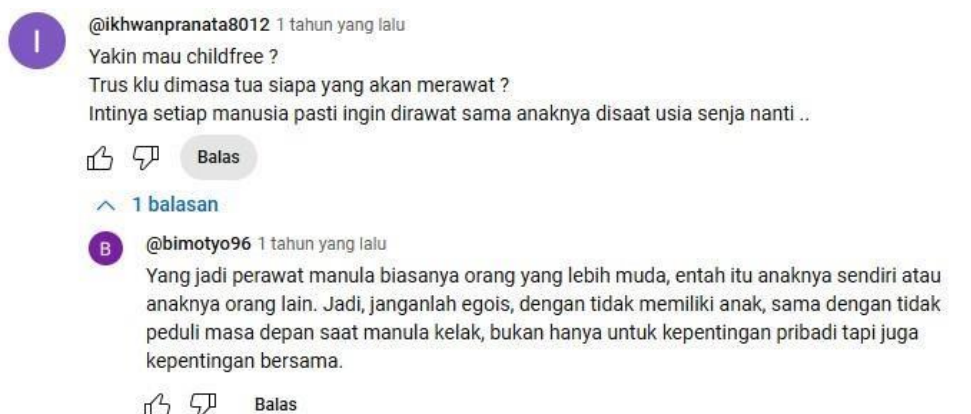 I
@ikhwanpranata8012 1 tahun yang lalu
Yakin mau childfree ?
Trus klu dimasa tua siapa yang akan merawat ?
Intinya setiap manusia pasti ingin dirawat sama anaknya disaat usia senja nanti ..
Balas
1 balasan
B
@bimotyo96 1 tahun yang lalu
Yang jadi perawat manula biasanya orang yang lebih muda, entah itu anaknya sendiri atau
anaknya orang lain. Jadi, janganlah egois, dengan tidak memiliki anak, sama dengan tidak
peduli masa depan saat manula kelak, bukan hanya untuk kepentingan pribadi tapi juga
kepentingan bersama.
Balas